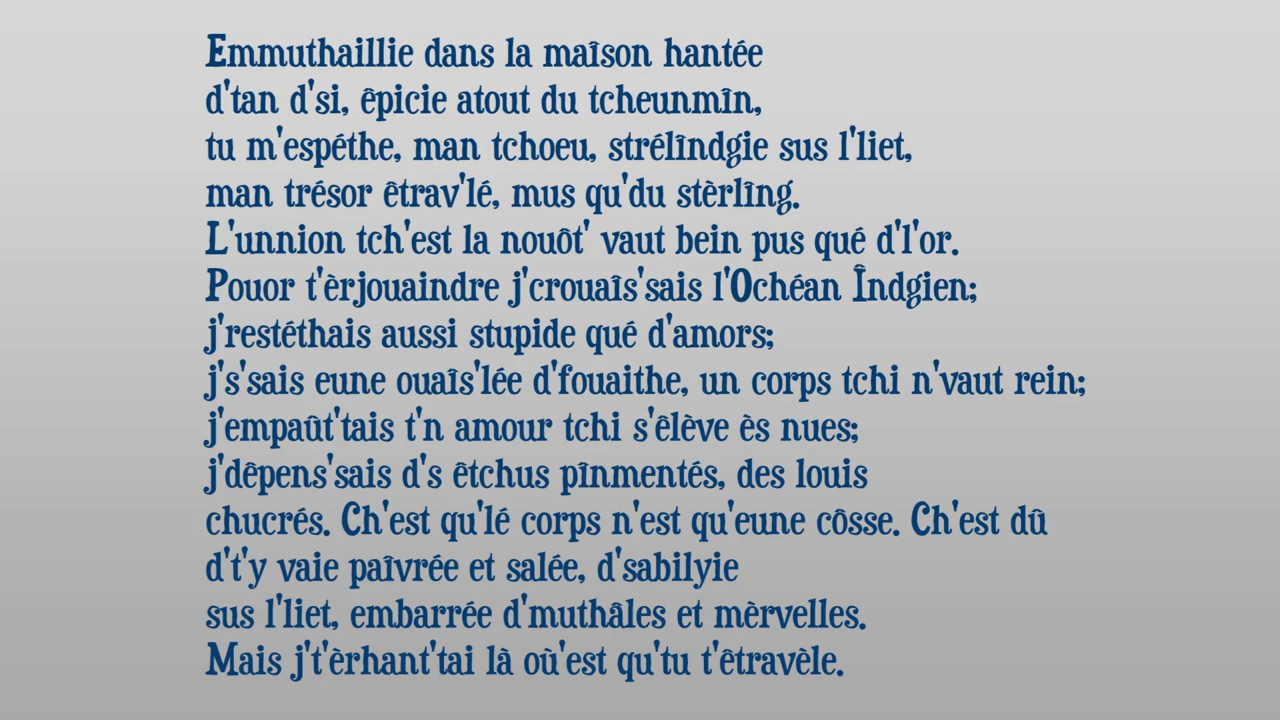 Emmuthaillie dans la maîson hantée
d'tan d'si, êpicie atout du tcheunmîn,
tu m'espéthe, man tchoeu, strélîndgie sus l'liet,
man trésor êtrav'lé, mus qu'du stèrlîng.
L'unnion tch'est la nouôt' vaut bein pus qué d'l'or.
Pouor t'èrjouaindre j'crouaîs'sais l'Ochéan Îndgien;
j'restéthais aussi stupide qué d'amors;
j's'sais eune ouaîs'lée d'fouaithe, un corps tchi n'vaut rein;
j'empaût'tais t'n amour tchi s'êlève ès nues;
j'dêpens'sais d's êtchus pînmentés, des louis
chucrés. Ch'est qu'lé corps n'est qu'eune côsse. Ch'est dû
d't'y vaie paîvrée et salée, d'sabilyie
sus l'liet, embarrée d'muthâles et mèrvelles.
Mais j't'èrhant'tai là où'est qu'tu t'êtravèle.